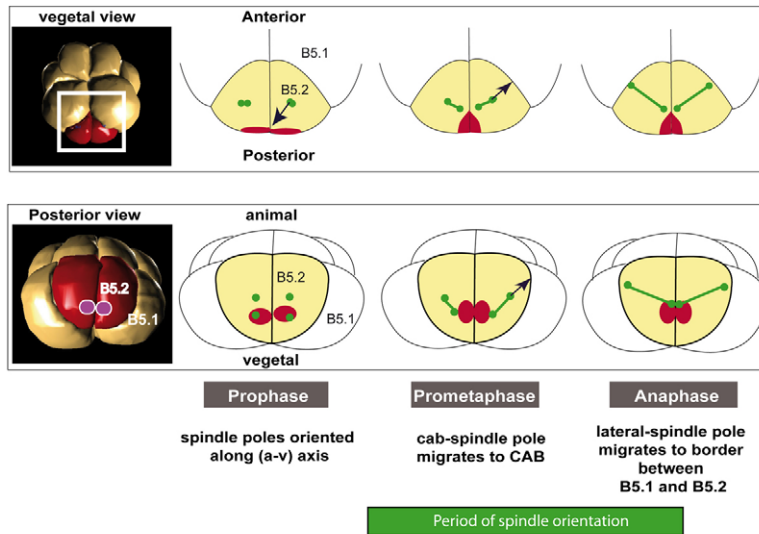 vegetal view
Anterior
B5.1
B5.2
Posterior
Posterior view
animal
B5.2
B5.1
B5.2
B5.1
vegetal
Prophase
Prometaphase
Anaphase
spindle poles oriented
along (a-v) axis
cab-spindle pole
migrates to CAB
lateral-spindle pole
migrates to border
between
B5.1 and B5.2
Period of spindle orientation